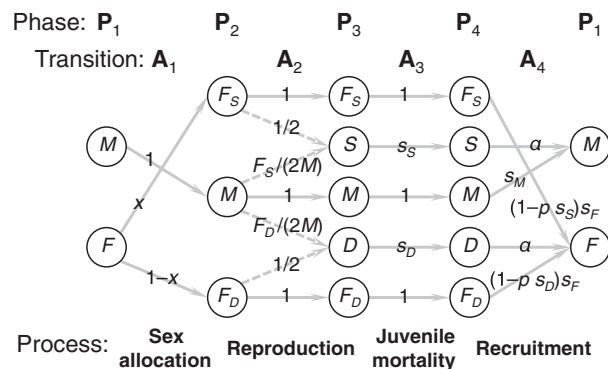 Phase: P1 P2 P3 P4 P1
Transition: A1 A2 A3 A4
FS 1 FS 1 FS
1/2
M S sS S α M
1 FS/(2M) sM
x M 1 M 1 M
FD/(2M) (1–p sS)sF
F D sD D α F
1–x 1/2 (1–p sD)sF
FD 1 FD 1 FD
Process: Sex allocation Reproduction Juvenile mortality Recruitment